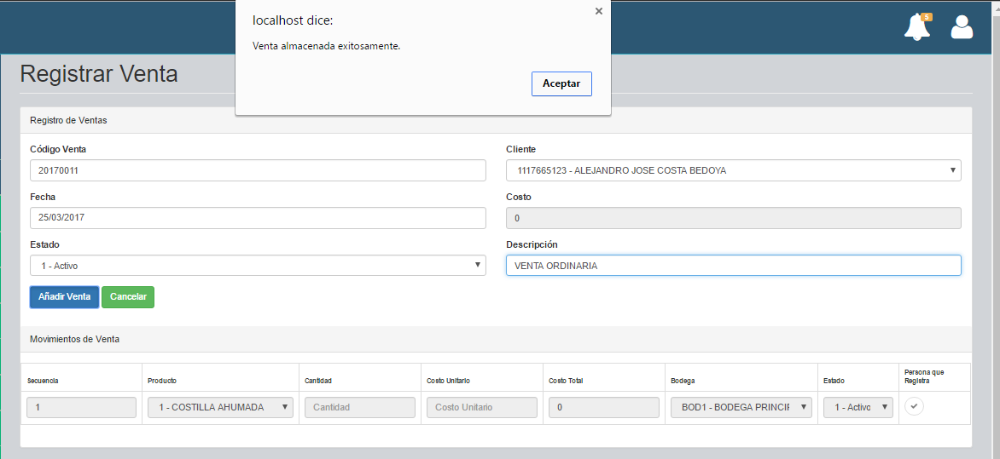 localhost dice:
Venta almacenada exitosamente.
Aceptar
5
Registrar Venta
Registro de Ventas
Código Venta
Cliente
20170011
1117665123 - ALEJANDRO JOSE COSTA BEDOYA
Fecha
Costo
25/03/2017
0
Estado
Descripción
1 - Activo
VENTA ORDINARIA
Añadir Venta
Cancelar
Movimientos de Venta
Secuencia
Producto
Cantidad
Costo Unitario
Costo Total
Bodega
Estado
Persona que
Registra
1
1 - COSTILLA AHUMADA
Cantidad
Costo Unitario
0
BOD1 - BODEGA PRINCIF
1 - Activo